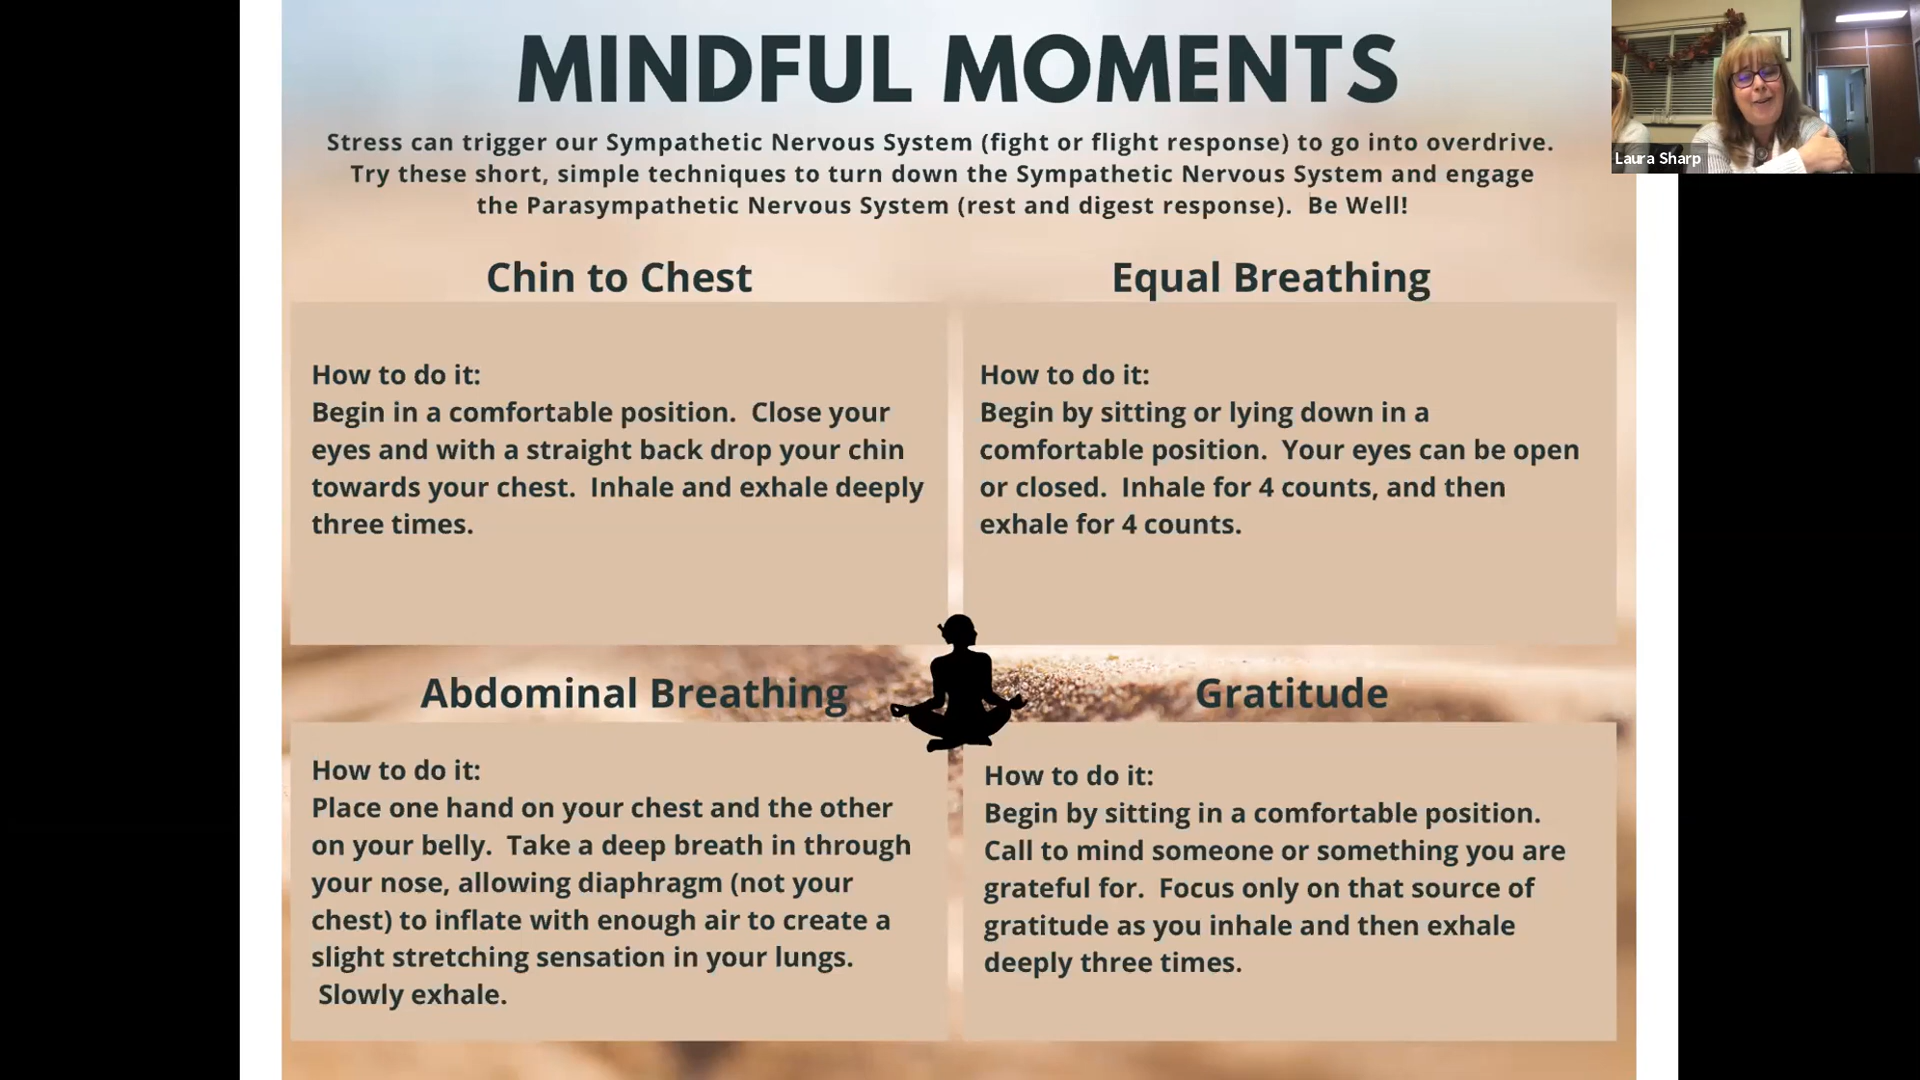 MINDFUL MOMENTS
Stress can trigger our Sympathetic Nervous System (fight or flight response) to go into overdrive.
Try these short, simple techniques to turn down the Sympathetic Nervous System and engage
the Parasympathetic Nervous System (rest and digest response). Be Well!
Laura Sharp
Chin to Chest
How to do it:
Begin in a comfortable position. Close your
eyes and with a straight back drop your chin
towards your chest. Inhale and exhale deeply
three times.
Equal Breathing
How to do it:
Begin by sitting or lying down in a
comfortable position. Your eyes can be open
or closed. Inhale for 4 counts, and then
exhale for 4 counts.
Abdominal Breathing
How to do it:
Place one hand on your chest and the other
on your belly. Take a deep breath in through
your nose, allowing diaphragm (not your
chest) to inflate with enough air to create a
slight stretching sensation in your lungs.
Slowly exhale.
Gratitude
How to do it:
Begin by sitting in a comfortable position.
Call to mind someone or something you are
grateful for. Focus only on that source of
gratitude as you inhale and then exhale
deeply three times.